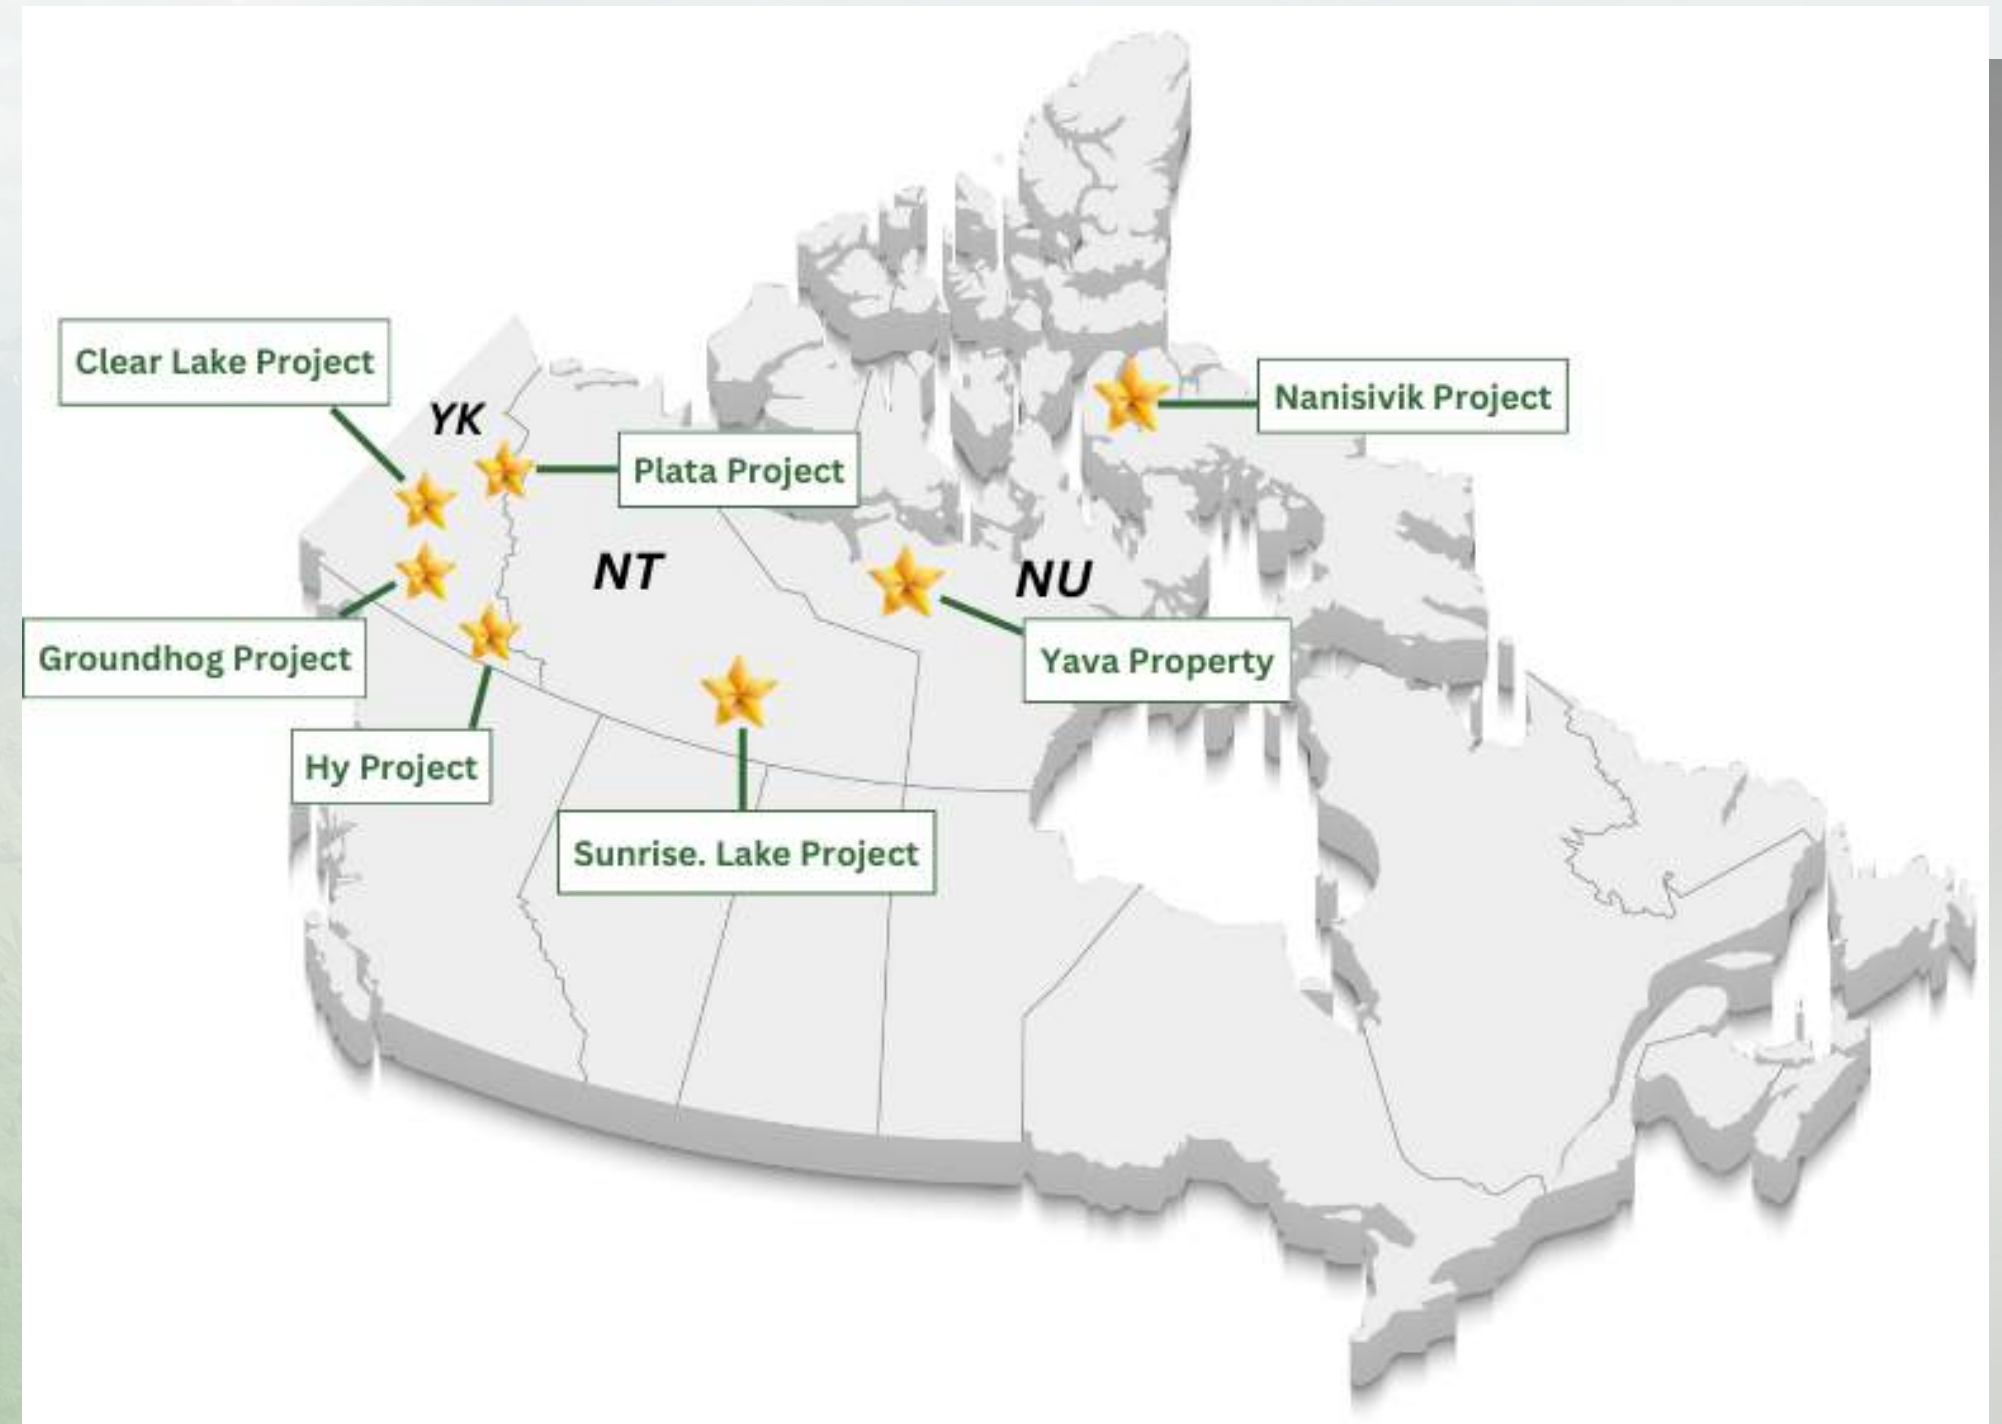 Clear Lake Project
Nanisivik Project
YK
Plata Project
NT
NU
Groundhog Project
Yava Property
Hy Project
Sunrise. Lake Project